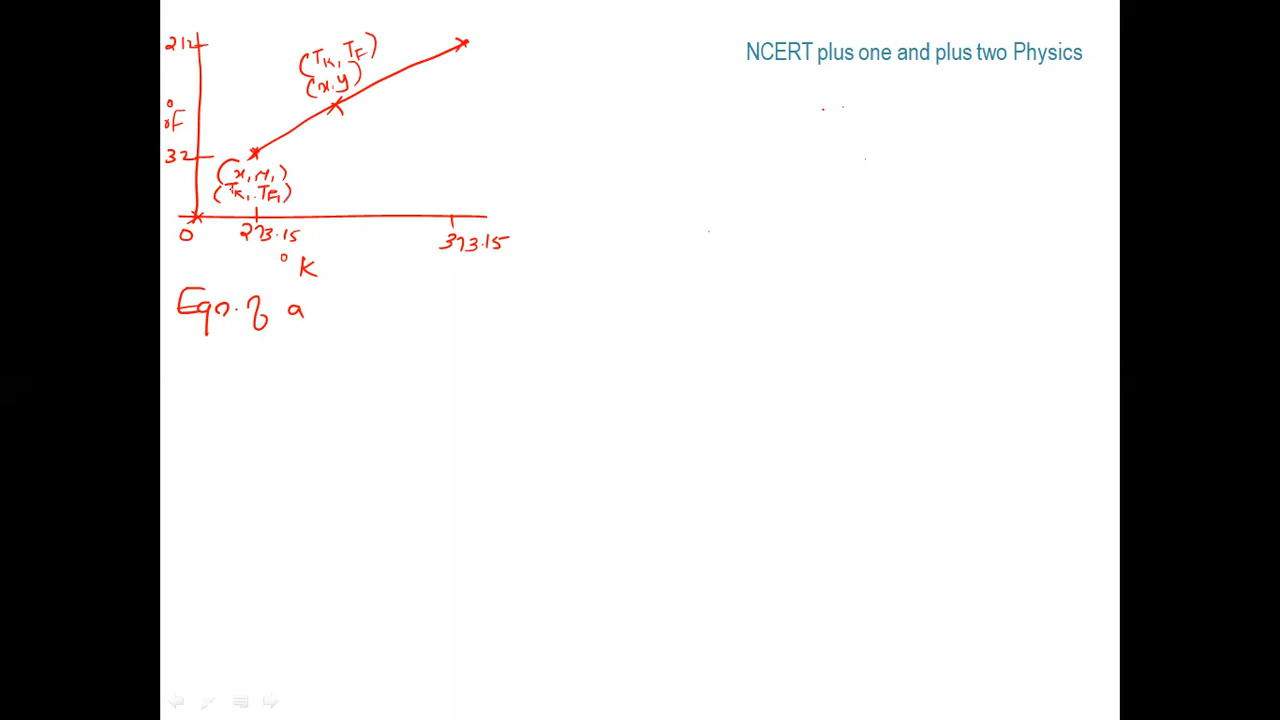 NCERT plus one and plus two Physics
212
(TK, TF)
(x, y)
°F
32
(x1, y1)
(TK1, TF1)
0
273.15
373.15
°K
Eqn. of a